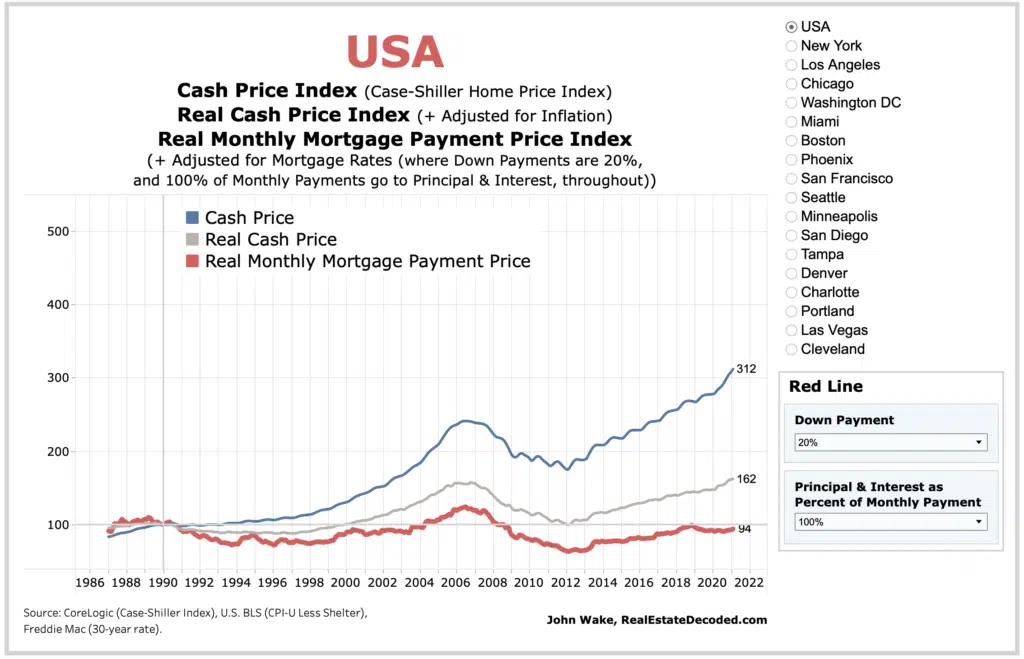 USA
Cash Price Index (Case-Shiller Home Price Index)
Real Cash Price Index (+ Adjusted for Inflation)
Real Monthly Mortgage Payment Price Index
(+ Adjusted for Mortgage Rates (where Down Payments are 20%,
and 100% of Monthly Payments go to Principal & Interest, throughout))
Cash Price
Real Cash Price
Real Monthly Mortgage Payment Price
500
400
300
200
100
312
162
94
1986 1988 1990 1992 1994 1996 1998 2000 2002 2004 2006 2008 2010 2012 2014 2016 2018 2020 2022
Source: CoreLogic (Case-Shiller Index), U.S. BLS (CPI-U Less Shelter),
Freddie Mac (30-year rate).
John Wake, RealEstateDecoded.com
USA
New York
Los Angeles
Chicago
Washington DC
Miami
Boston
Phoenix
San Francisco
Seattle
Minneapolis
San Diego
Tampa
Denver
Charlotte
Portland
Las Vegas
Cleveland
Red Line
Down Payment
20%
Principal & Interest as
Percent of Monthly Payment
100%